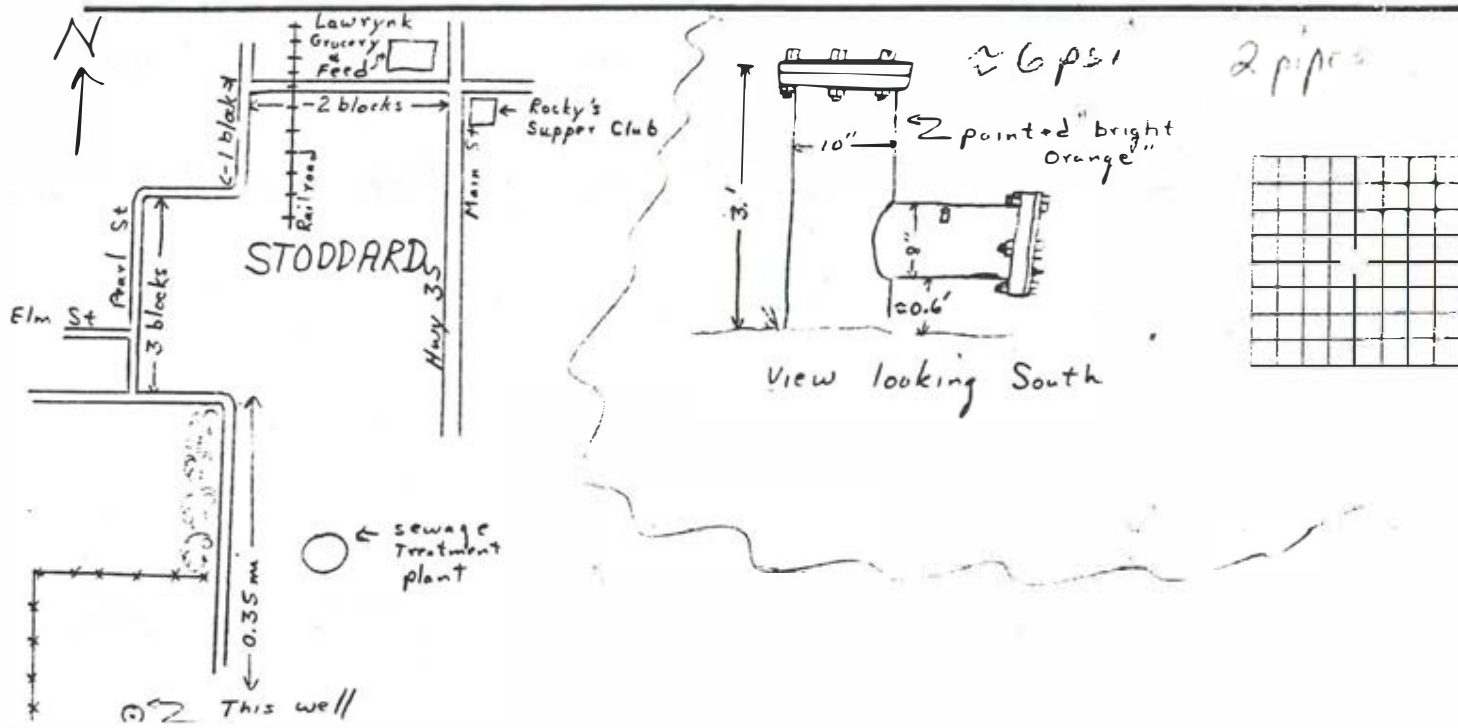 N
Lawrynk
Grocery
&
Feed
1 block
2 blocks
Rocky's
Supper Club
Railroad
Main St
STODDARD
Pearl St
3 blocks
Elm St
Hwy 35
sewage
Treatment
plant
0.35 mi
This well
≈ 6 psi
2 pipes
painted "bright
Orange"
10"
3.'
8"
≈0.6'
View looking South